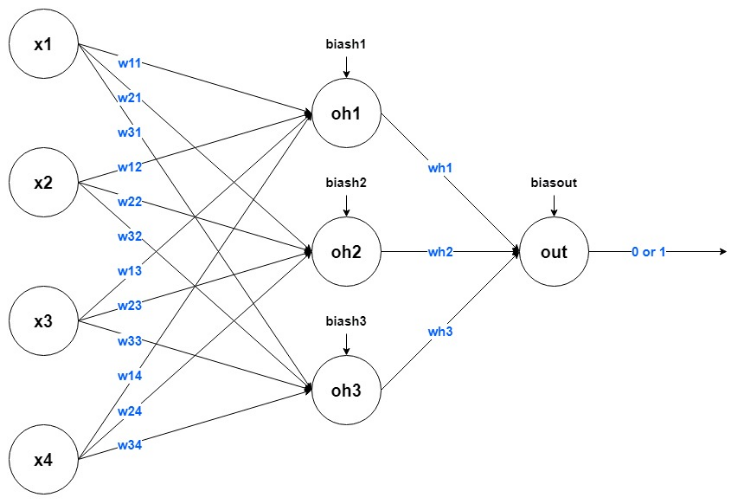 x1
x2
x3
x4
w11
w21
w31
w12
w22
w32
w13
w23
w33
w14
w24
w34
biash1
oh1
biash2
oh2
biash3
oh3
wh1
wh2
wh3
biasout
out
0 or 1